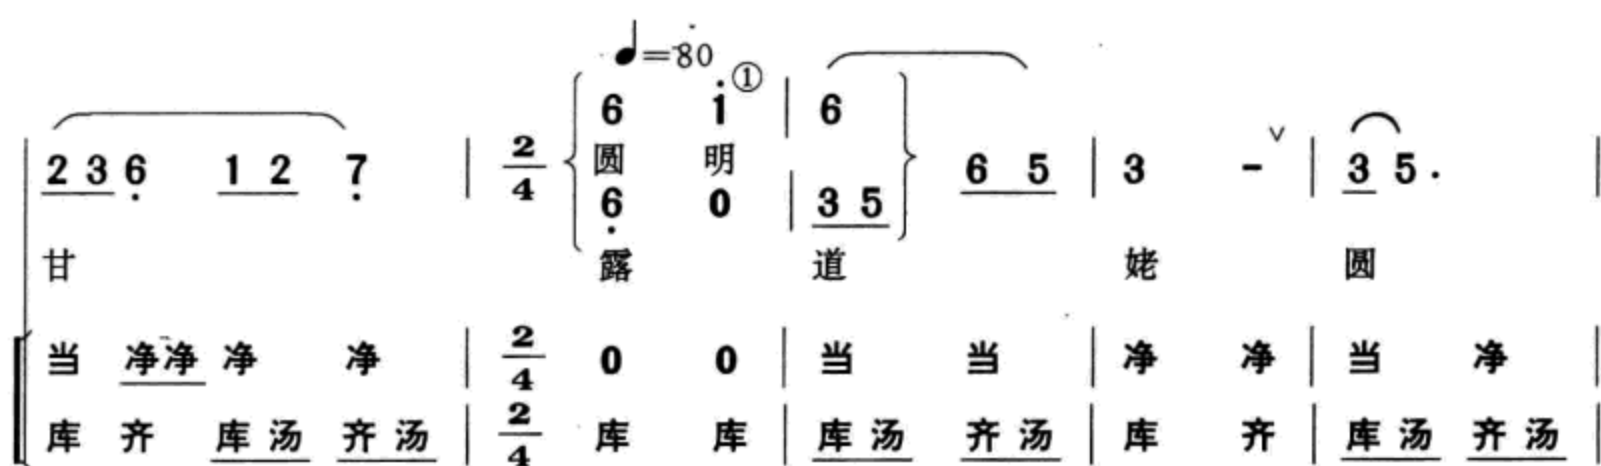 ♩=80
6 1̇ ① | 6
2 3 6̣ 1 2 7̣ | 2/4 圆 明 6 5 | 3 - ∨ | 3 5. |
6̣ 0 | 3 5
甘 露 道 姥 圆
当 净净 净 净 | 2/4 0 0 | 当 当 | 净 净 | 当 净 |
库 齐 库汤 齐汤 | 2/4 库 库 | 库汤 齐汤 | 库 齐 | 库汤 齐汤 |